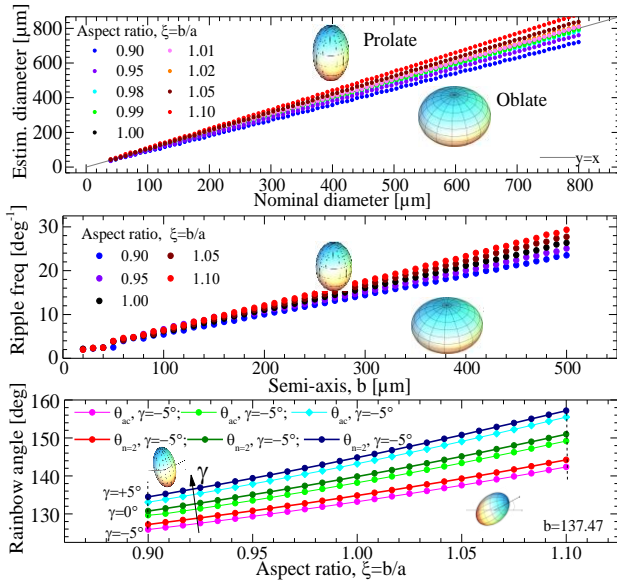 Estim. diameter [µm]
800
600
400
200
0
Aspect ratio, ξ=b/a
0.90
0.95
0.98
0.99
1.00
1.01
1.02
1.05
1.10
Prolate
Oblate
y=x
0 100 200 300 400 500 600 700 800
Nominal diameter [µm]
Ripple freq [deg⁻¹]
30
20
10
0
Aspect ratio, ξ=b/a
0.90
0.95
1.00
1.05
1.10
100 200 300 400 500
Semi-axis, b [µm]
Rainbow angle [deg]
160
150
140
130
θac, γ=−5°; θac, γ=−5°; θac, γ=−5°
θn=2, γ=−5°; θn=2, γ=−5°; θn=2, γ=−5°
γ
γ=+5°
γ=0°
γ=−5°
b=137.47
0.90 0.95 1.00 1.05 1.10
Aspect ratio, ξ=b/a